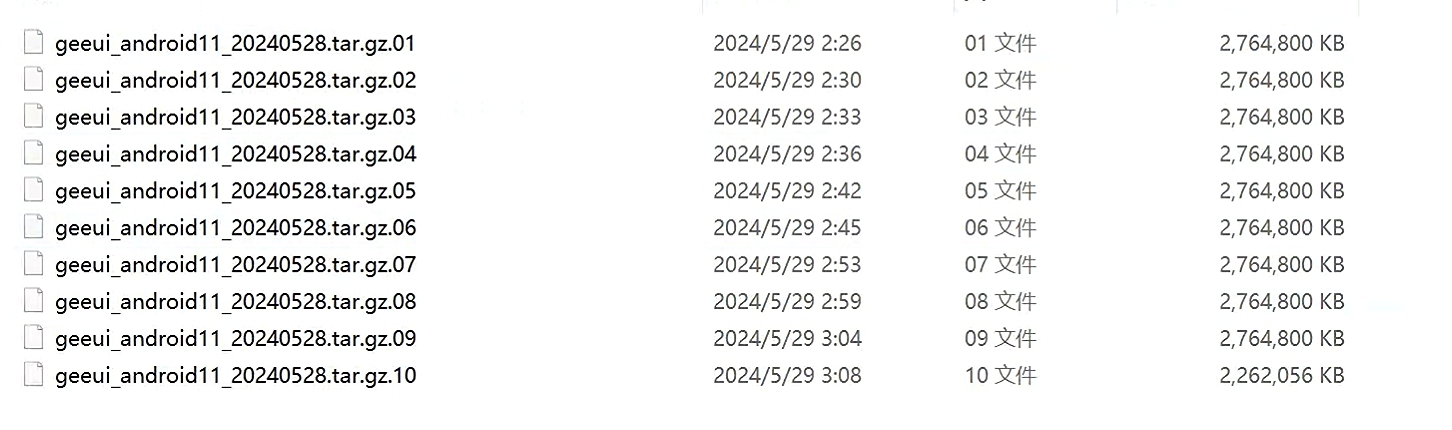 geeui_android11_20240528.tar.gz.01 2024/5/29 2:26 01 文件 2,764,800 KB
geeui_android11_20240528.tar.gz.02 2024/5/29 2:30 02 文件 2,764,800 KB
geeui_android11_20240528.tar.gz.03 2024/5/29 2:33 03 文件 2,764,800 KB
geeui_android11_20240528.tar.gz.04 2024/5/29 2:36 04 文件 2,764,800 KB
geeui_android11_20240528.tar.gz.05 2024/5/29 2:42 05 文件 2,764,800 KB
geeui_android11_20240528.tar.gz.06 2024/5/29 2:45 06 文件 2,764,800 KB
geeui_android11_20240528.tar.gz.07 2024/5/29 2:53 07 文件 2,764,800 KB
geeui_android11_20240528.tar.gz.08 2024/5/29 2:59 08 文件 2,764,800 KB
geeui_android11_20240528.tar.gz.09 2024/5/29 3:04 09 文件 2,764,800 KB
geeui_android11_20240528.tar.gz.10 2024/5/29 3:08 10 文件 2,262,056 KB